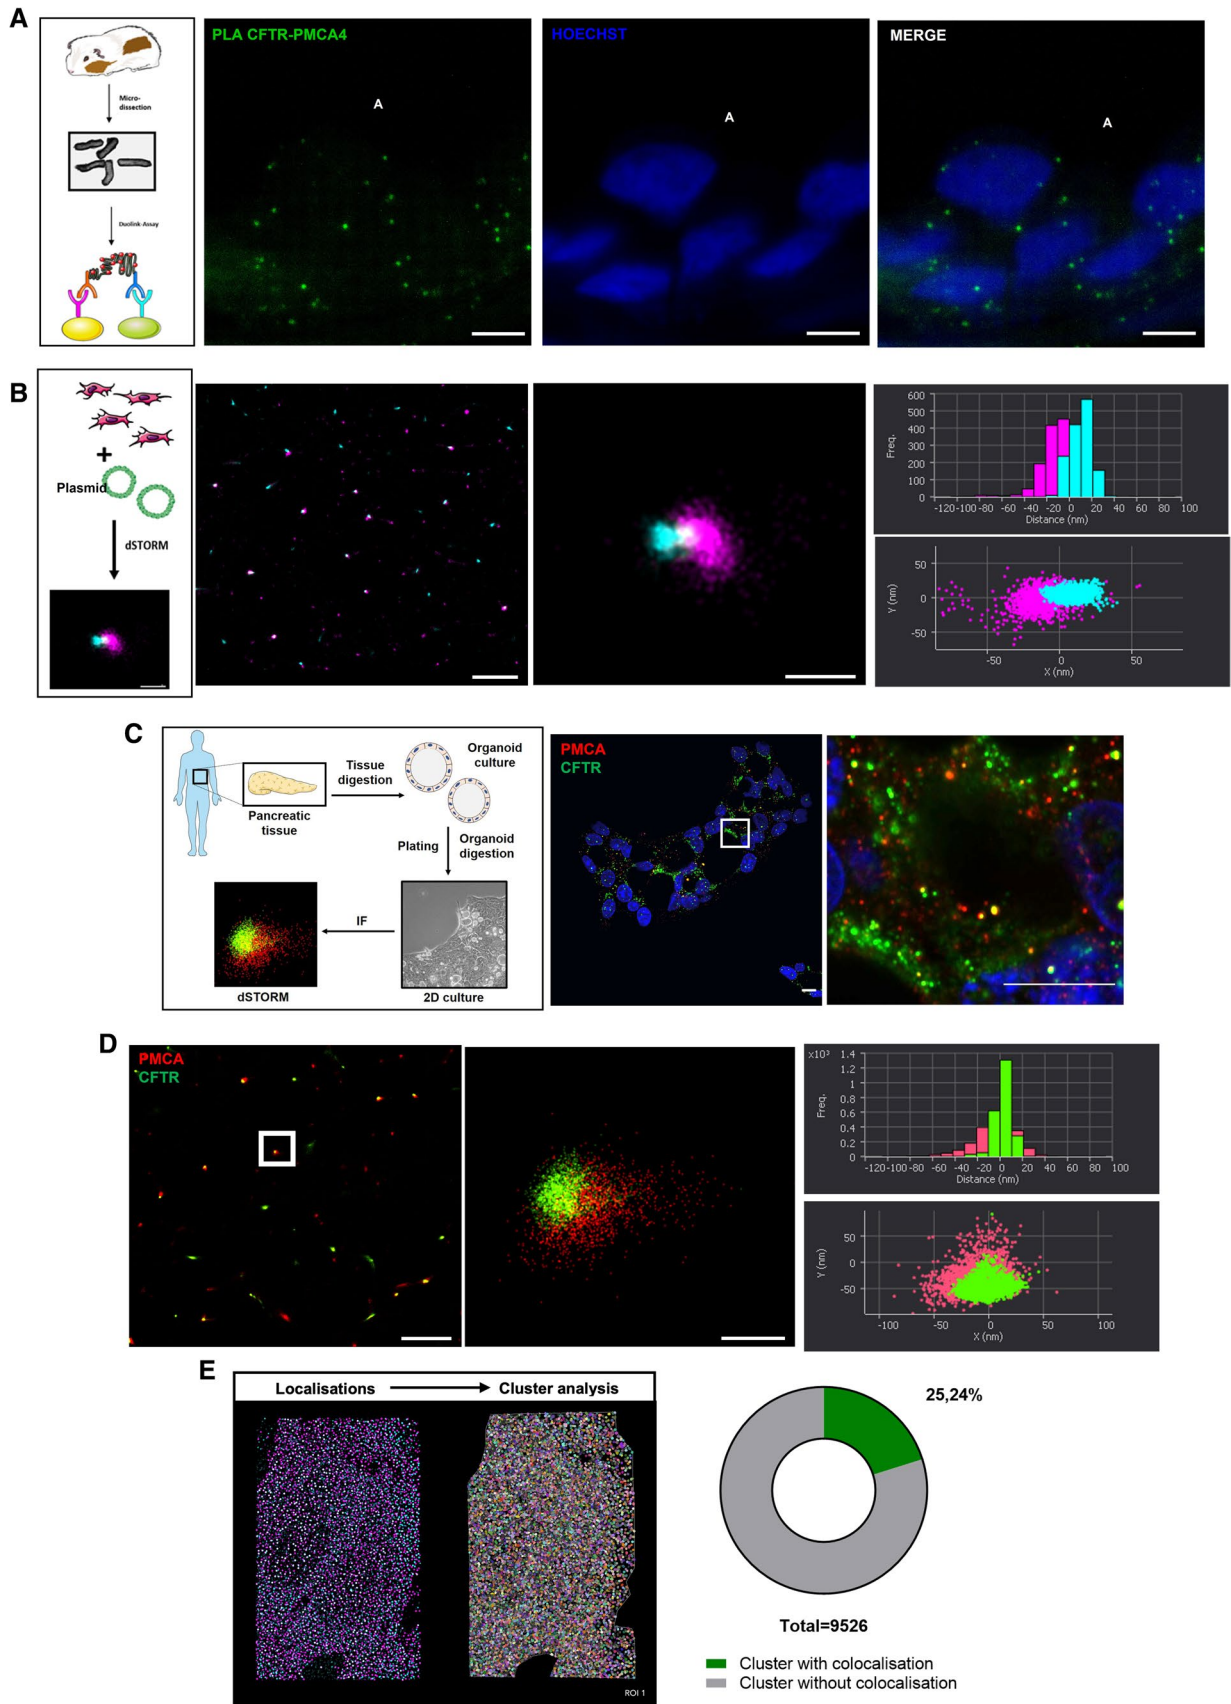 A
Micro-
dissection
Duolink-Assay
PLA CFTR-PMCA4
A
HOECHST
A
MERGE
A
B
+
Plasmid
dSTORM
600
500
400
300
200
100
0
Freq.
-120-100 -80 -60 -40 -20 0 20 40 60 80 100
Distance (nm)
50
0
-50
Y (nm)
-50 0 50
X (nm)
C
Pancreatic
tissue
Tissue
digestion
Organoid
culture
Plating
Organoid
digestion
IF
dSTORM
2D culture
PMCA
CFTR
D
PMCA
CFTR
×10³
1.4
1.2
1
0.8
0.6
0.4
0.2
0
Freq.
-120-100 -80 -60 -40 -20 0 20 40 60 80 100
Distance (nm)
50
0
-50
Y (nm)
-100 -50 0 50 100
X (nm)
E
Localisations Cluster analysis
ROI 1
25,24%
Total=9526
Cluster with colocalisation
Cluster without colocalisation